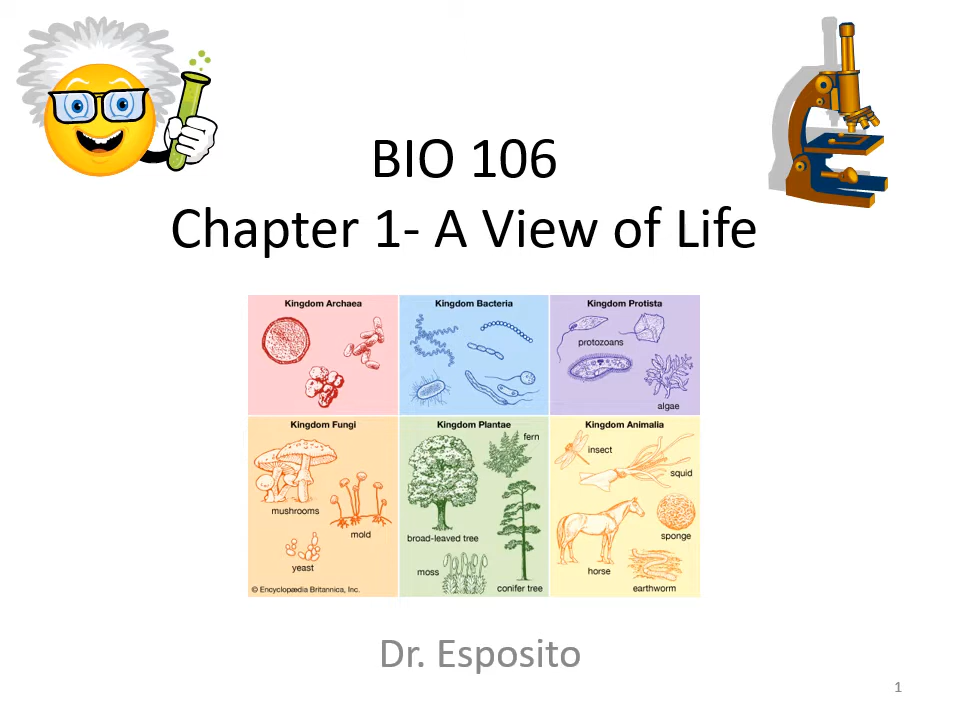 BIO 106
Chapter 1- A View of Life
Kingdom Archaea
Kingdom Bacteria
Kingdom Protista
protozoans
algae
Kingdom Fungi
mushrooms
mold
yeast
© Encyclopædia Britannica, Inc.
Kingdom Plantae
fern
broad-leaved tree
moss
conifer tree
Kingdom Animalia
insect
squid
sponge
horse
earthworm
Dr. Esposito
1